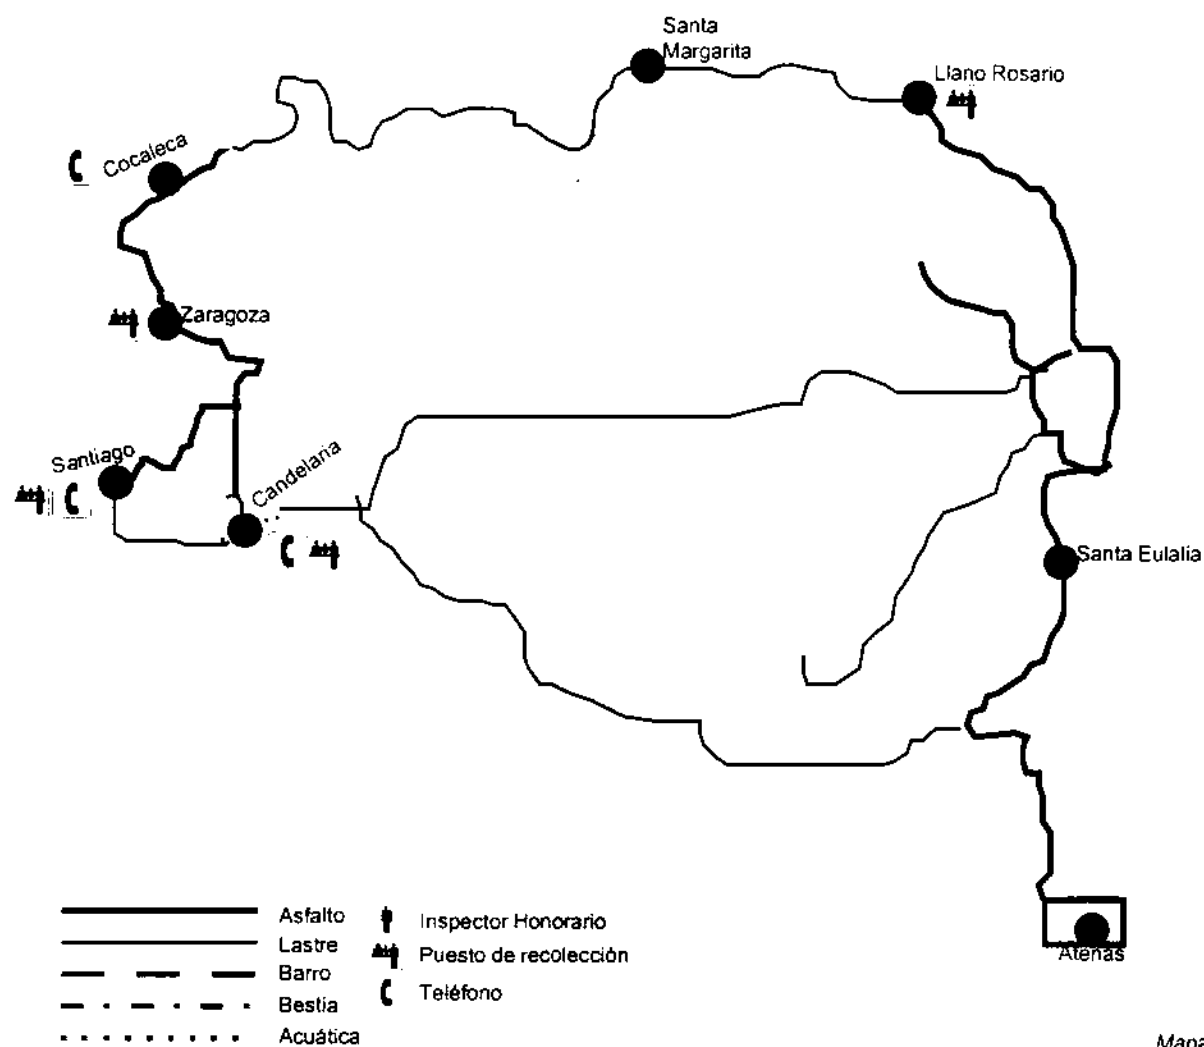 Santa
Margarita
Llano Rosario
Cocaleca
Zaragoza
Santiago
Candelaria
Santa Eulalia
Atenas
Asfalto
Lastre
Barro
Bestia
Acuática
Inspector Honorario
Puesto de recolección
Teléfono
Mapa